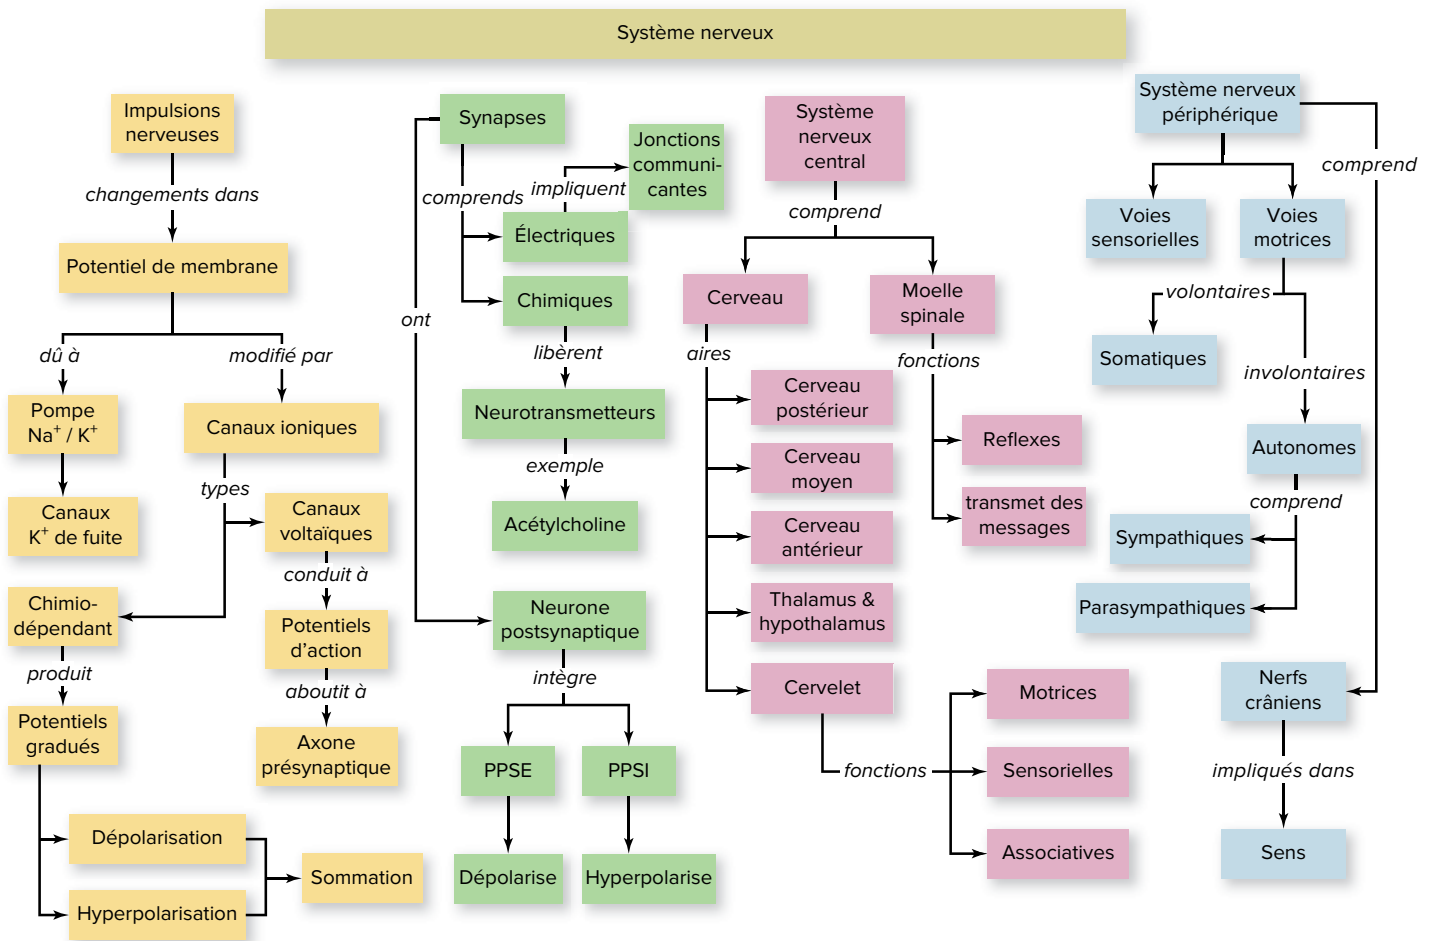 Système nerveux
Impulsions
nerveuses
changements dans
Potentiel de membrane
dû à
modifié par
Pompe
Na⁺ / K⁺
Canaux ioniques
types
Canaux
K⁺ de fuite
Canaux
voltaïques
conduit à
Chimio-
dépendant
Potentiels
d'action
produit
aboutit à
Potentiels
gradués
Axone
présynaptique
Dépolarisation
Sommation
Hyperpolarisation
Synapses
Jonctions
communi-
cantes
comprends
impliquent
Électriques
Chimiques
ont
libèrent
Neurotransmetteurs
exemple
Acétylcholine
Neurone
postsynaptique
intègre
PPSE
PPSI
Dépolarise
Hyperpolarise
Système
nerveux
central
comprend
Cerveau
Moelle
spinale
aires
fonctions
Cerveau
postérieur
Reflexes
Cerveau
moyen
transmet des
messages
Cerveau
antérieur
Thalamus &
hypothalamus
Cervelet
fonctions
Motrices
Sensorielles
Associatives
Système nerveux
périphérique
comprend
Voies
sensorielles
Voies
motrices
volontaires
Somatiques
involontaires
Autonomes
comprend
Sympathiques
Parasympathiques
Nerfs
crâniens
impliqués dans
Sens